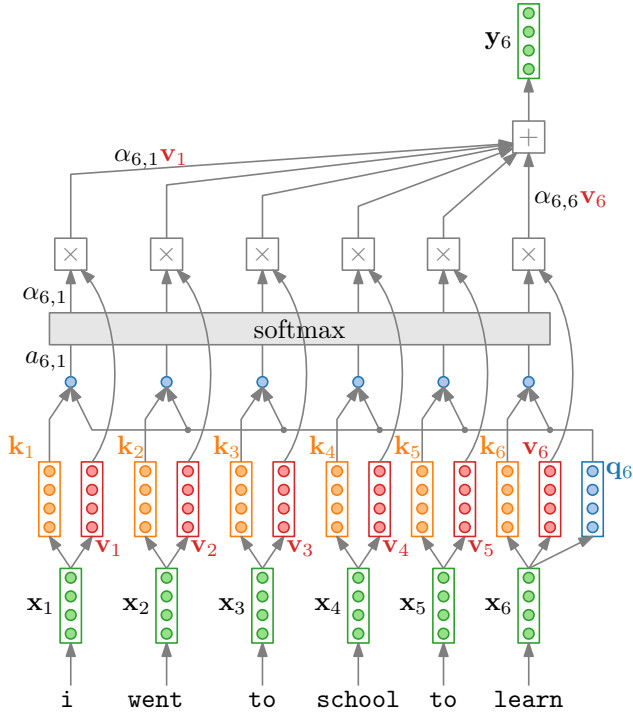 y₆
+
α₆,₁v₁
α₆,₆v₆
× × × × × ×
α₆,₁
softmax
a₆,₁
k₁ k₂ k₃ k₄ k₅ k₆ v₆
q₆
v₁ v₂ v₃ v₄ v₅
x₁ x₂ x₃ x₄ x₅ x₆
i went to school to learn